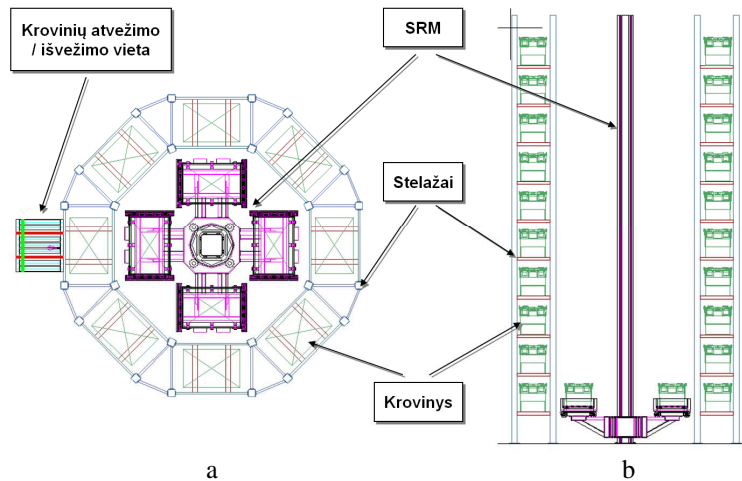 Krovinių atvežimo
/ išvežimo vieta
SRM
Stelažai
Krovinys
a
b